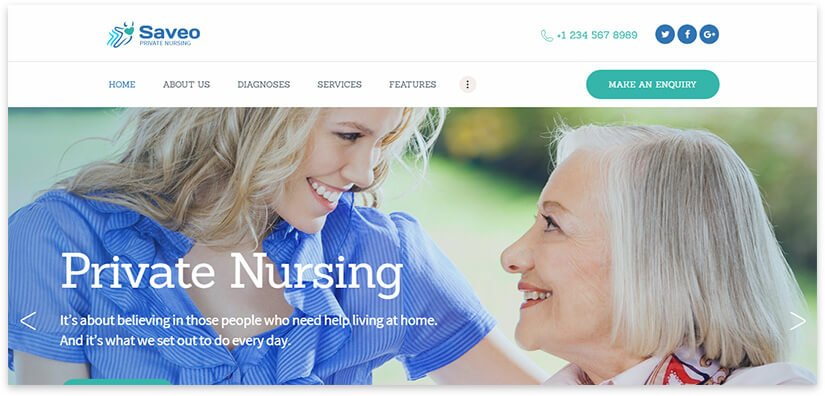 Saveo
PRIVATE NURSING
+1 234 567 8989
G+
HOME ABOUT US DIAGNOSES SERVICES FEATURES
MAKE AN ENQUIRY
Private Nursing
It's about believing in those people who need help living at home.
And it's what we set out to do every day.